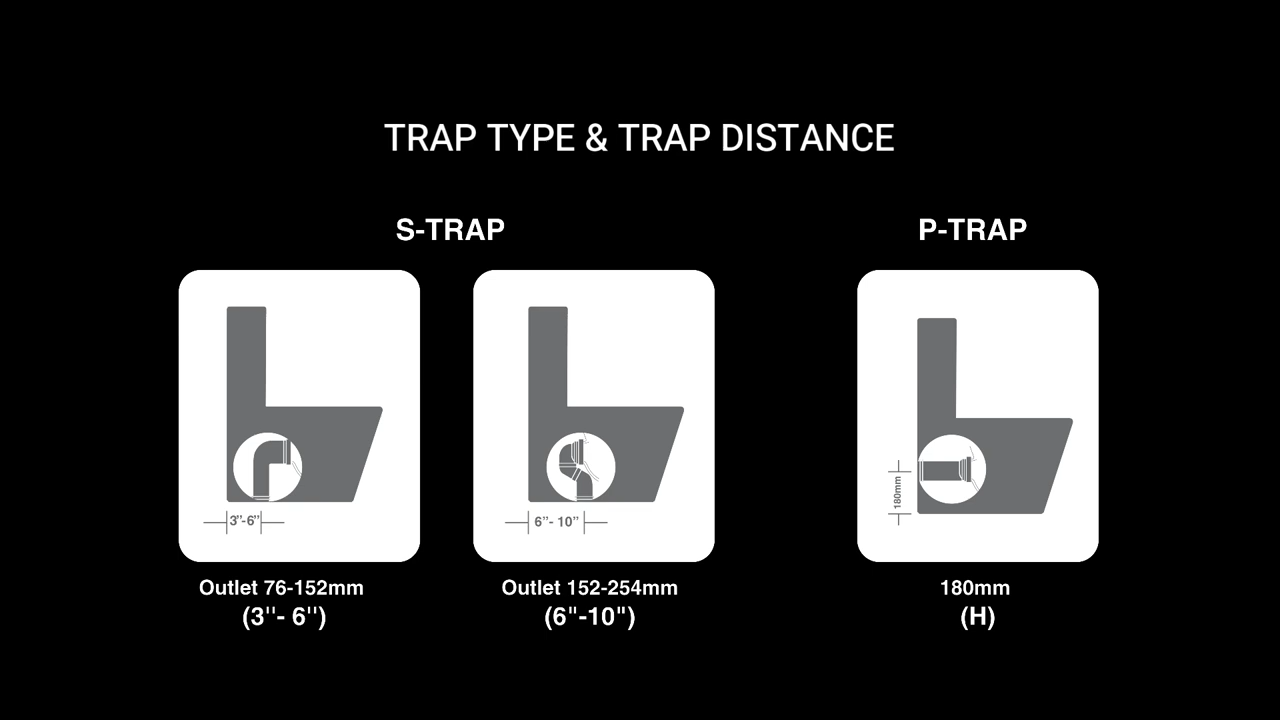 TRAP TYPE & TRAP DISTANCE
S-TRAP
P-TRAP
3"-6"
6"- 10"
180mm
Outlet 76-152mm
(3''- 6'')
Outlet 152-254mm
(6"-10")
180mm
(H)